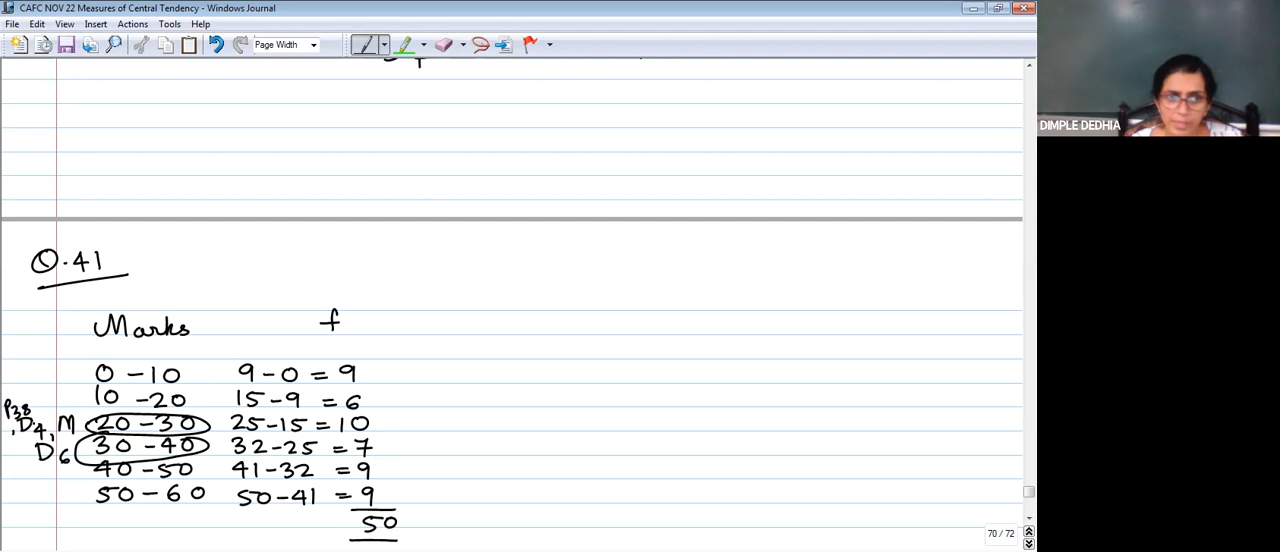 CAFC NOV 22 Measures of Central Tendency - Windows Journal
File Edit View Insert Actions Tools Help
Page Width
DIMPLE DEDHIA
Q.41
Marks f
0 - 10 9 - 0 = 9
10 - 20 15 - 9 = 6
P38, D4, M 20 - 30 25 - 15 = 10
D6 30 - 40 32 - 25 = 7
40 - 50 41 - 32 = 9
50 - 60 50 - 41 = 9
50
70 / 72